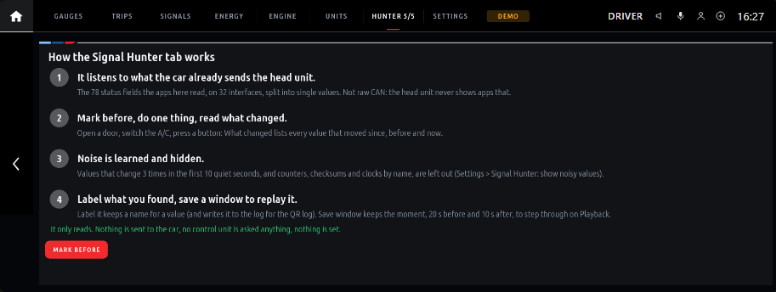 GAUGES TRIPS SIGNALS ENERGY ENGINE UNITS HUNTER 5/5 SETTINGS DEMO DRIVER 16:27
How the Signal Hunter tab works
1 It listens to what the car already sends the head unit.
The 78 status fields the apps here read, on 32 interfaces, split into single values. Not raw CAN: the head unit never shows apps that.
2 Mark before, do one thing, read what changed.
Open a door, switch the A/C, press a button: What changed lists every value that moved since, before and now.
3 Noise is learned and hidden.
Values that change 3 times in the first 10 quiet seconds, and counters, checksums and clocks by name, are left out (Settings > Signal Hunter: show noisy values).
4 Label what you found, save a window to replay it.
Label it keeps a name for a value (and writes it to the log for the QR log). Save window keeps the moment, 20 s before and 10 s after, to step through on Playback.
It only reads. Nothing is sent to the car, no control unit is asked anything, nothing is set.
MARK BEFORE